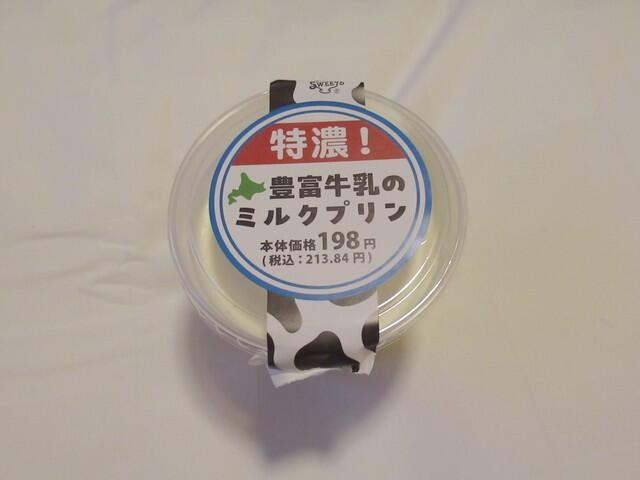 SWEETS
®
特濃！
豊富牛乳の
ミルクプリン
本体価格198円
(税込：213.84円)